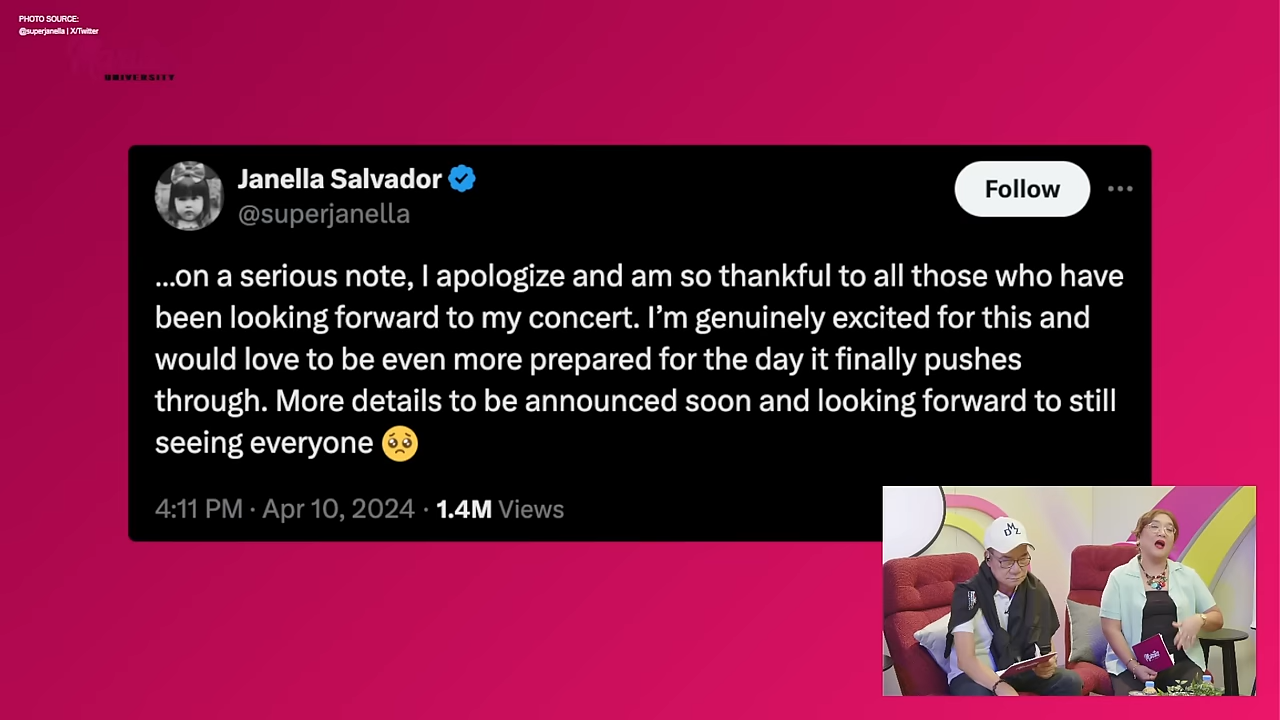 PHOTO SOURCE:
@superjanella | X/Twitter
UNIVERSITY
Janella Salvador
@superjanella
Follow
...on a serious note, I apologize and am so thankful to all those who have
been looking forward to my concert. I’m genuinely excited for this and
would love to be even more prepared for the day it finally pushes
through. More details to be announced soon and looking forward to still
seeing everyone 🥺
4:11 PM · Apr 10, 2024 · 1.4M Views
DMZ